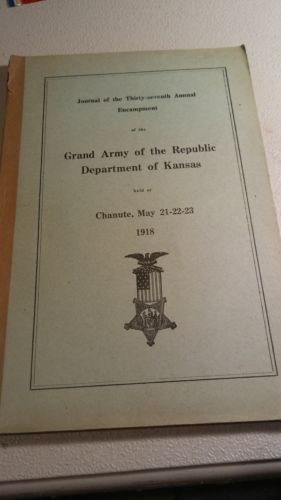 Journal of the Thirty-seventh Annual
Encampment
of the
Grand Army of the Republic
Department of Kansas
held at
Chanute, May 21-22-23
1918